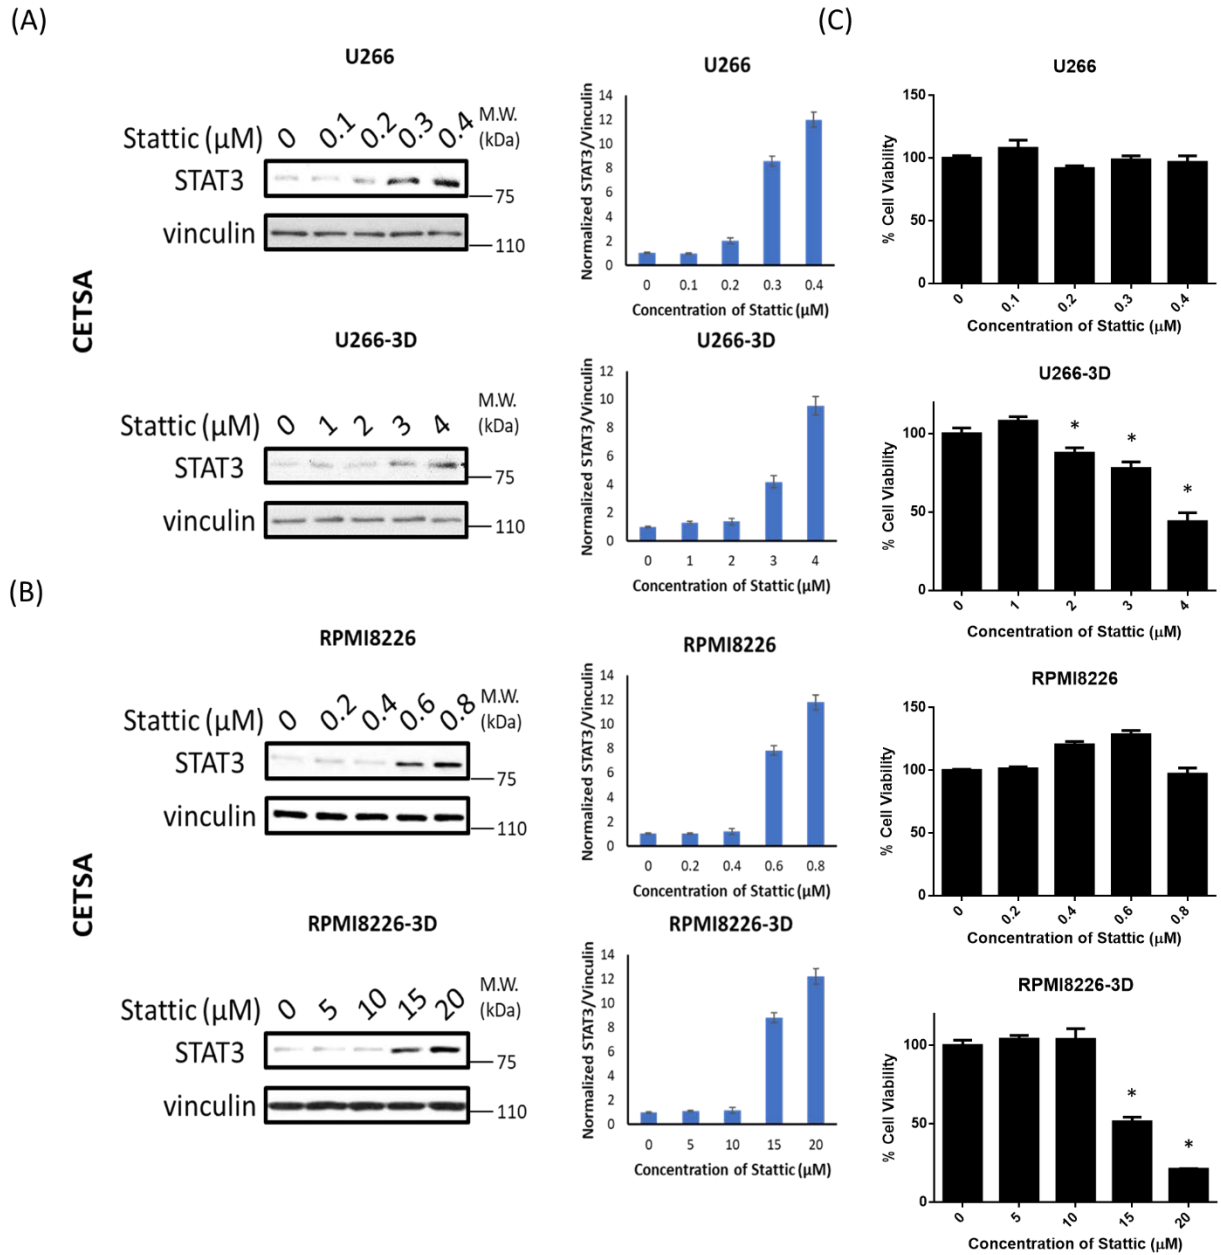 (A)
U266
Stattic (μM) 0 0.1 0.2 0.3 0.4 M.W. (kDa)
STAT3
75
vinculin
110
CETSA
U266-3D
Stattic (μM) 0 1 2 3 4 M.W. (kDa)
STAT3
75
vinculin
110
U266
Normalized STAT3/Vinculin
14
12
10
8
6
4
2
0
0 0.1 0.2 0.3 0.4
Concentration of Stattic (μM)
U266-3D
Normalized STAT3/Vinculin
12
10
8
6
4
2
0
0 1 2 3 4
Concentration of Stattic (μM)
(B)
RPMI8226
Stattic (μM) 0 0.2 0.4 0.6 0.8 M.W. (kDa)
STAT3
75
vinculin
110
CETSA
RPMI8226-3D
Stattic (μM) 0 5 10 15 20 M.W. (kDa)
STAT3
75
vinculin
110
RPMI8226
Normalized STAT3/Vinculin
14
12
10
8
6
4
2
0
0 0.2 0.4 0.6 0.8
Concentration of Stattic (μM)
RPMI8226-3D
Normalized STAT3/Vinculin
14
12
10
8
6
4
2
0
0 5 10 15 20
Concentration of Stattic (μM)
(C)
U266
% Cell Viability
150
100
50
0
0 0.1 0.2 0.3 0.4
Concentration of Stattic (μM)
U266-3D
% Cell Viability
100
50
0
* * *
0 1 2 3 4
Concentration of Stattic (μM)
RPMI8226
% Cell Viability
150
100
50
0
0 0.2 0.4 0.6 0.8
Concentration of Stattic (μM)
RPMI8226-3D
% Cell Viability
100
50
0
* *
0 5 10 15 20
Concentration of Stattic (μM)